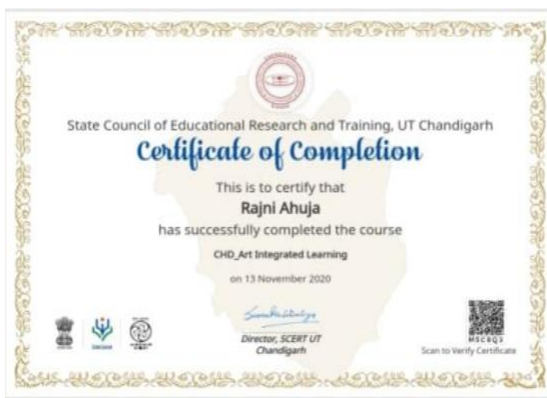 State Council of Educational Research and Training, UT Chandigarh
Certificate of Completion
This is to certify that
Rajni Ahuja
has successfully completed the course
CHD_Art Integrated Learning
on 13 November 2020
Director, SCERT UT
Chandigarh
Scan to Verify Certificate